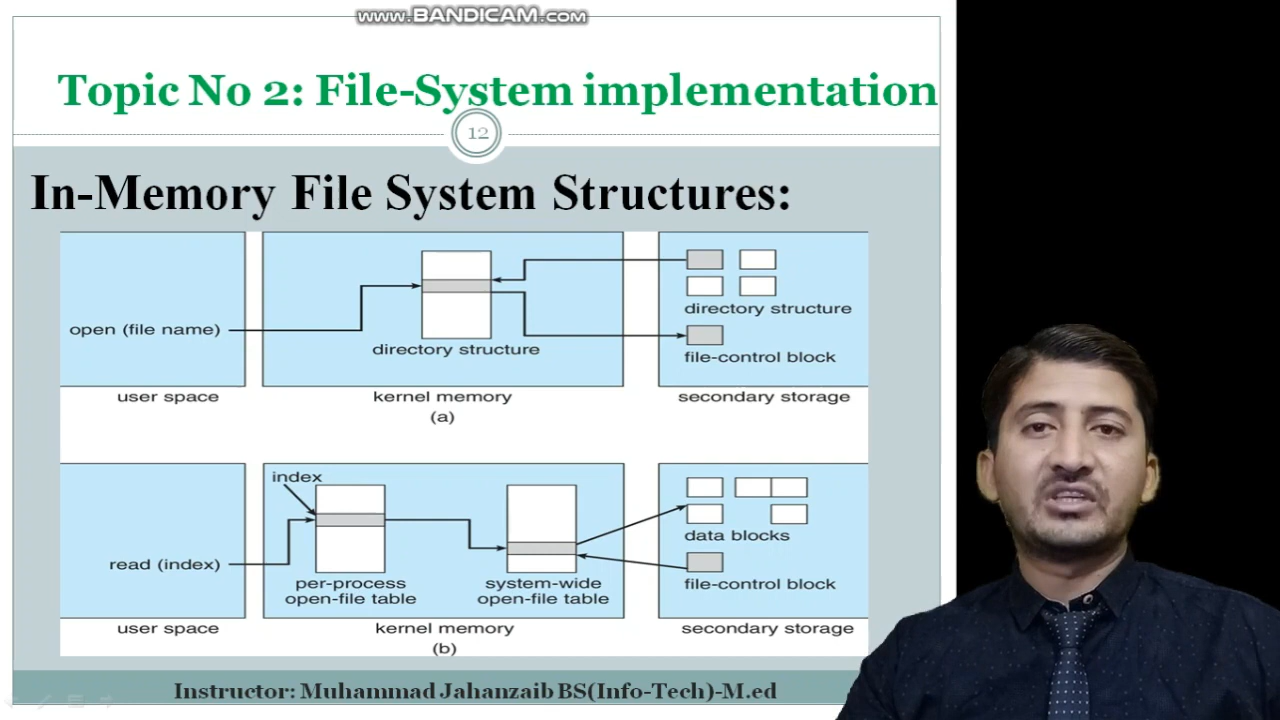 www.BANDICAM.com
Topic No 2: File-System implementation
12
In-Memory File System Structures:
open (file name)
directory structure
directory structure
file-control block
user space
kernel memory
secondary storage
(a)
index
read (index)
per-process
open-file table
system-wide
open-file table
data blocks
file-control block
user space
kernel memory
secondary storage
(b)
Instructor: Muhammad Jahanzaib BS(Info-Tech)-M.ed